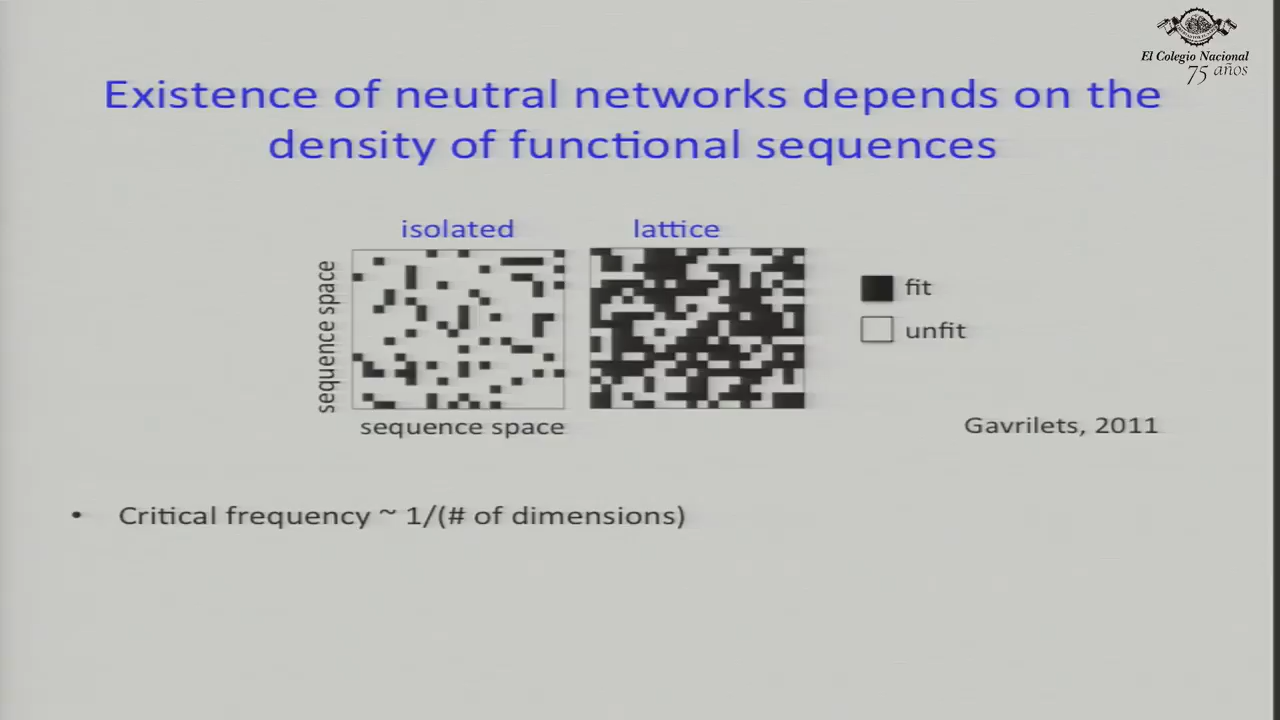 El Colegio Nacional
75 años
Existence of neutral networks depends on the
density of functional sequences
isolated
lattice
sequence space
fit
unfit
sequence space
Gavrilets, 2011
• Critical frequency ~ 1/(# of dimensions)